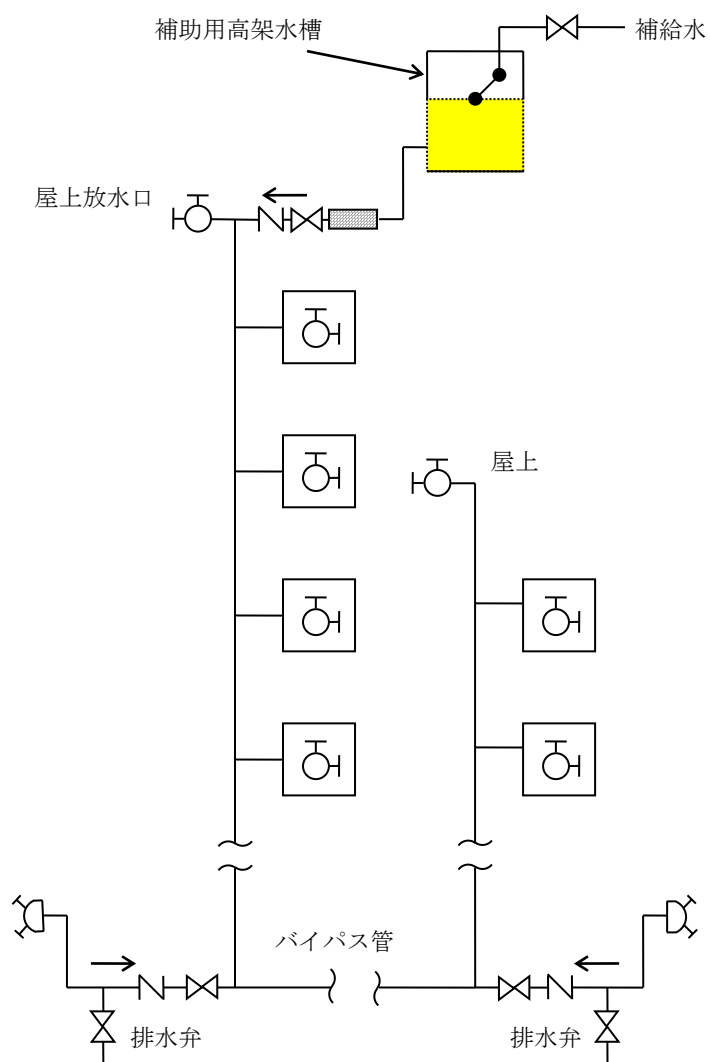 補助用高架水槽
補給水
屋上放水口
屋上
バイパス管
排水弁
排水弁